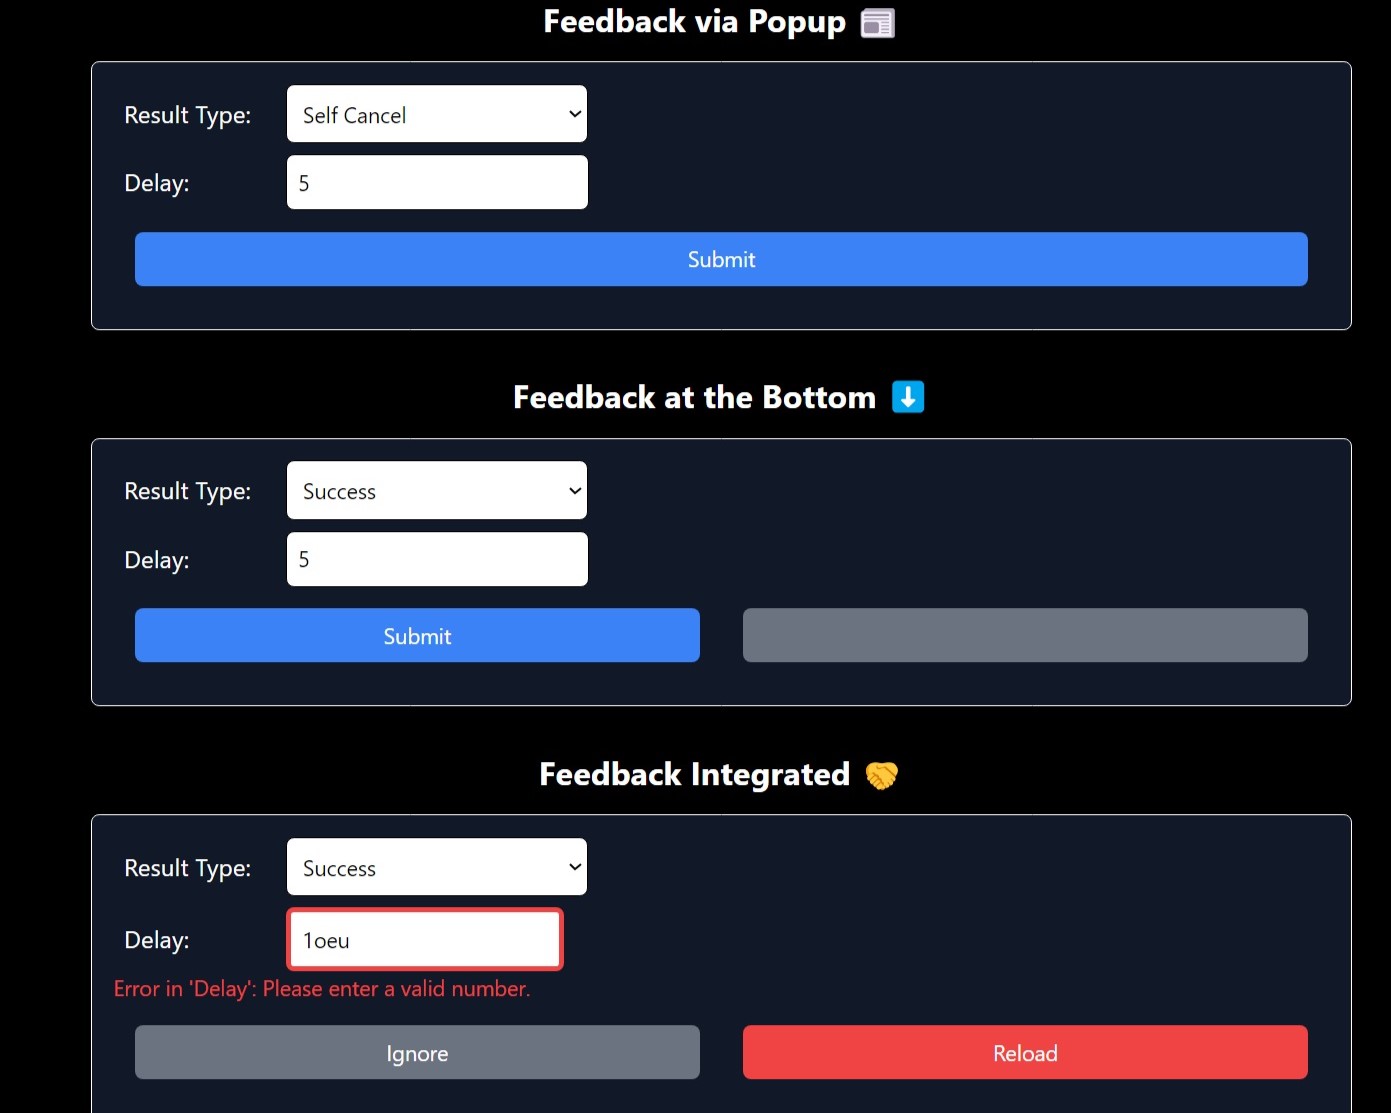 Feedback via Popup
Result Type: Self Cancel
Delay: 5
Submit
Feedback at the Bottom
Result Type: Success
Delay: 5
Submit
Feedback Integrated
Result Type: Success
Delay: 1oeu
Error in 'Delay': Please enter a valid number.
Ignore Reload